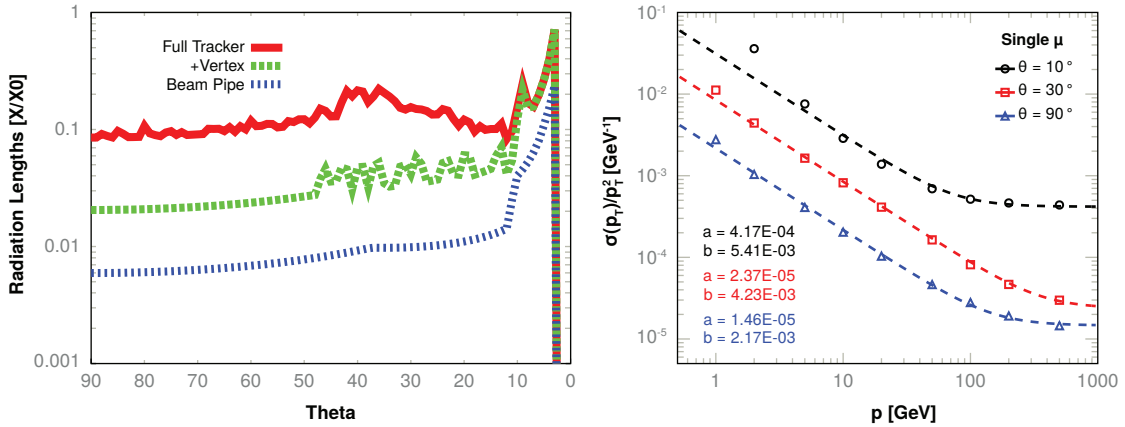 1
0.1
0.01
0.001
Radiation Lengths [X/X0]
Full Tracker
+Vertex
Beam Pipe
90 80 70 60 50 40 30 20 10 0
Theta
10⁻¹
10⁻²
10⁻³
10⁻⁴
10⁻⁵
σ(p_T)/p_T² [GeV⁻¹]
Single μ
θ = 10°
θ = 30°
θ = 90°
a = 4.17E-04
b = 5.41E-03
a = 2.37E-05
b = 4.23E-03
a = 1.46E-05
b = 2.17E-03
1 10 100 1000
p [GeV]